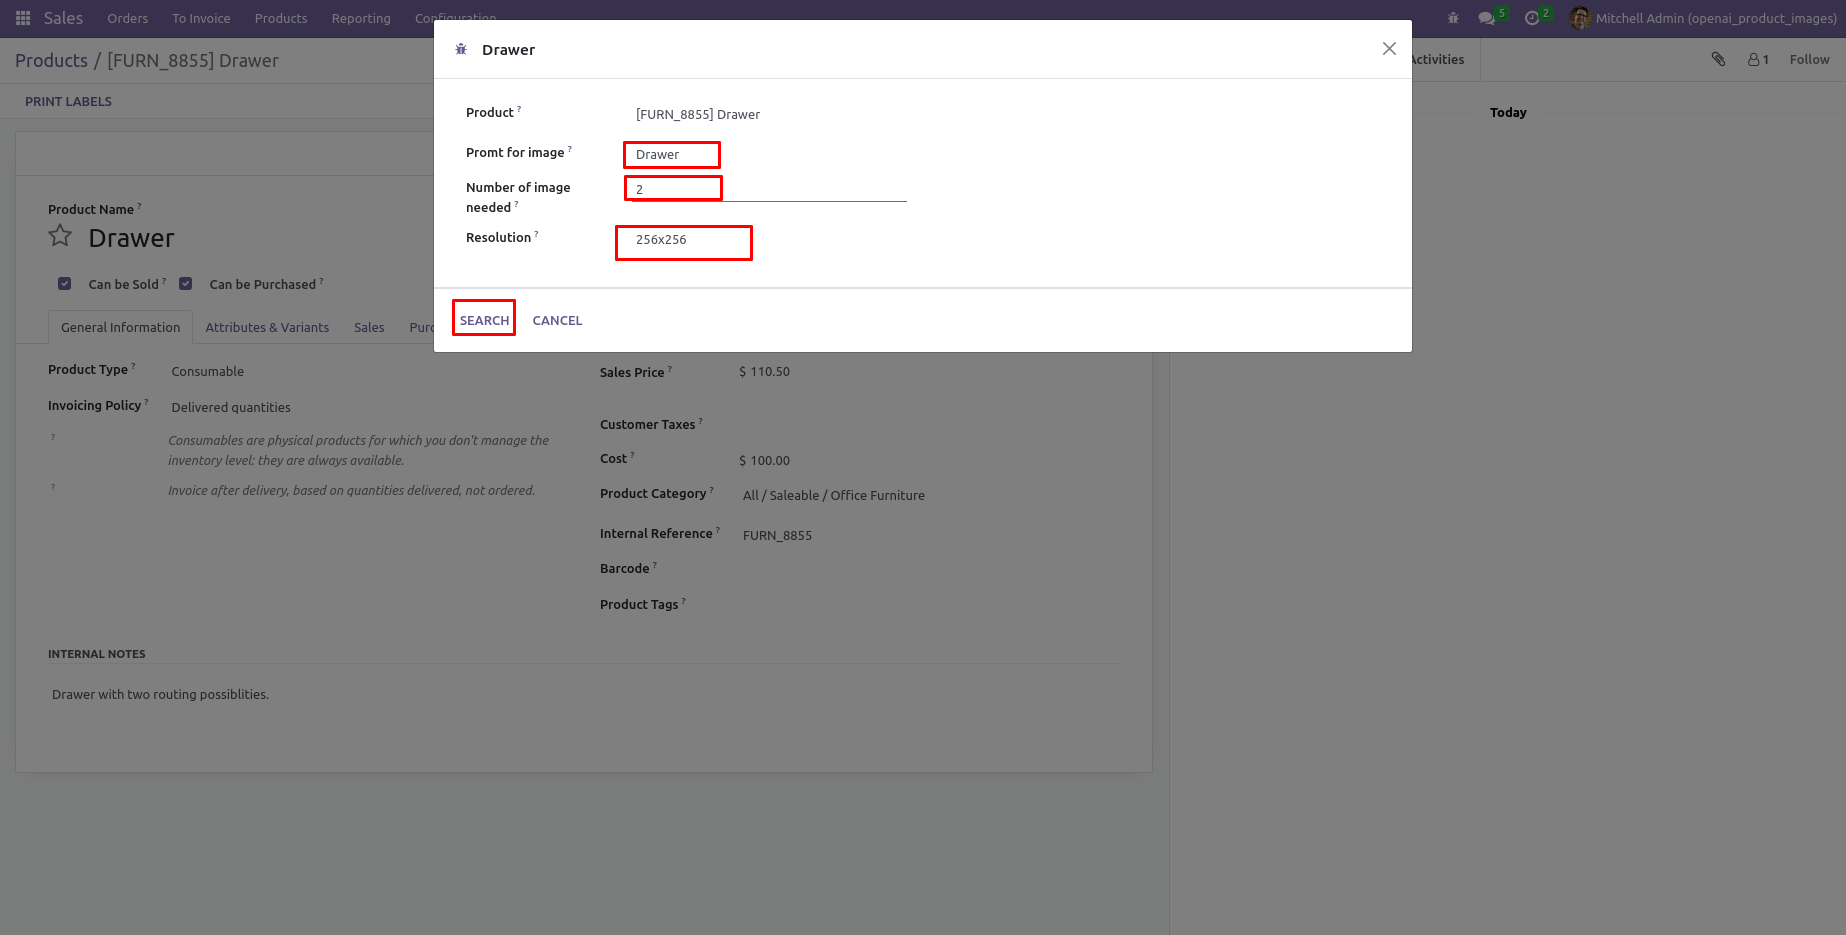 Sales Orders To Invoice Products Reporting Configuration 5 2 Mitchell Admin (openai_product_images)
Products / [FURN_8855] Drawer
Activities 1 Follow
PRINT LABELS
Today
Drawer
Product ? [FURN_8855] Drawer
Promt for image ? Drawer
Number of image needed ? 2
Resolution ? 256x256
SEARCH CANCEL
Product Name ?
Drawer
Can be Sold ? Can be Purchased ?
General Information Attributes & Variants Sales Purc
Product Type ? Consumable
Invoicing Policy ? Delivered quantities
? Consumables are physical products for which you don't manage the
inventory level: they are always available.
? Invoice after delivery, based on quantities delivered, not ordered.
Sales Price ? $ 110.50
Customer Taxes ?
Cost ? $ 100.00
Product Category ? All / Saleable / Office Furniture
Internal Reference ? FURN_8855
Barcode ?
Product Tags ?
INTERNAL NOTES
Drawer with two routing possiblities.